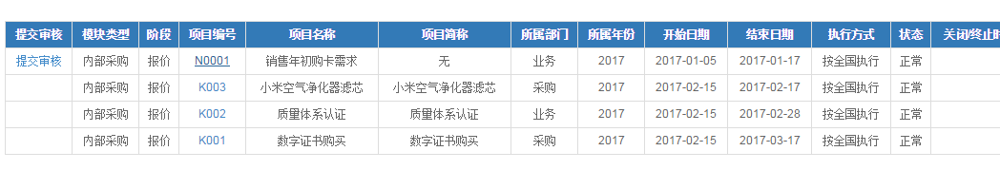 提交审核 模块类型 阶段 项目编号 项目名称 项目简称 所属部门 所属年份 开始日期 结束日期 执行方式 状态 关闭/终止
提交审核 内部采购 报价 N0001 销售年初购卡需求 无 业务 2017 2017-01-05 2017-01-17 按全国执行 正常
内部采购 报价 K003 小米空气净化器滤芯 小米空气净化器滤芯 采购 2017 2017-02-15 2017-02-17 按全国执行 正常
内部采购 报价 K002 质量体系认证 质量体系认证 业务 2017 2017-02-15 2017-02-28 按全国执行 正常
内部采购 报价 K001 数字证书购买 数字证书购买 采购 2017 2017-02-15 2017-03-17 按全国执行 正常